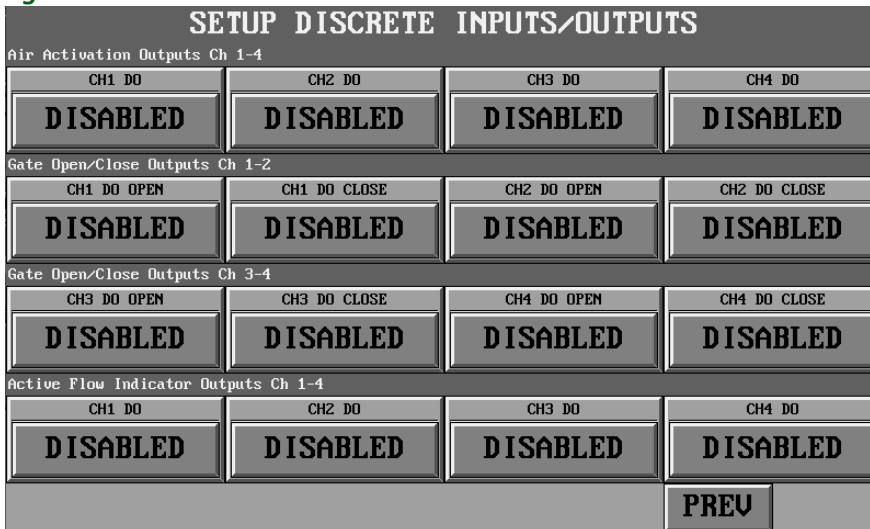 SETUP DISCRETE INPUTS/OUTPUTS
Air Activation Outputs Ch 1-4
CH1 DO CH2 DO CH3 DO CH4 DO
DISABLED DISABLED DISABLED DISABLED
Gate Open/Close Outputs Ch 1-2
CH1 DO OPEN CH1 DO CLOSE CH2 DO OPEN CH2 DO CLOSE
DISABLED DISABLED DISABLED DISABLED
Gate Open/Close Outputs Ch 3-4
CH3 DO OPEN CH3 DO CLOSE CH4 DO OPEN CH4 DO CLOSE
DISABLED DISABLED DISABLED DISABLED
Active Flow Indicator Outputs Ch 1-4
CH1 DO CH2 DO CH3 DO CH4 DO
DISABLED DISABLED DISABLED DISABLED
PREV